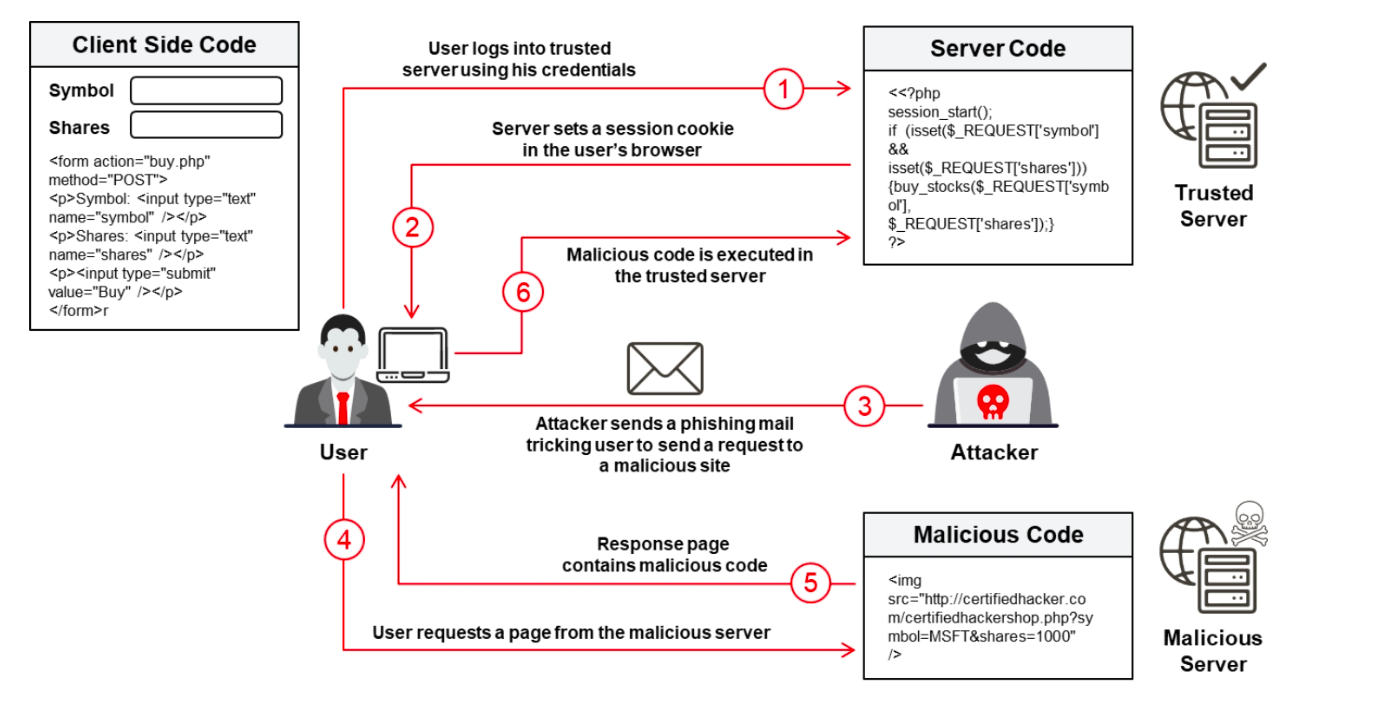 Client Side Code
Symbol
Shares
<form action="buy.php"
method="POST">
<p>Symbol: <input type="text"
name="symbol" /></p>
<p>Shares: <input type="text"
name="shares" /></p>
<p><input type="submit"
value="Buy" /></p>
</form>r
User logs into trusted
server using his credentials
1
Server sets a session cookie
in the user's browser
2
Server Code
<<?php
session_start();
if (isset($_REQUEST['symbol']
&&
isset($_REQUEST['shares']))
{buy_stocks($_REQUEST['symb
ol'],
$_REQUEST['shares']);}
?>
Trusted
Server
Malicious code is executed in
the trusted server
6
User
3
Attacker sends a phishing mail
tricking user to send a request to
a malicious site
Attacker
4
Response page
contains malicious code
5
User requests a page from the malicious server
Malicious Code
<img
src="http://certifiedhacker.co
m/certifiedhackershop.php?sy
mbol=MSFT&shares=1000"
/>
Malicious
Server